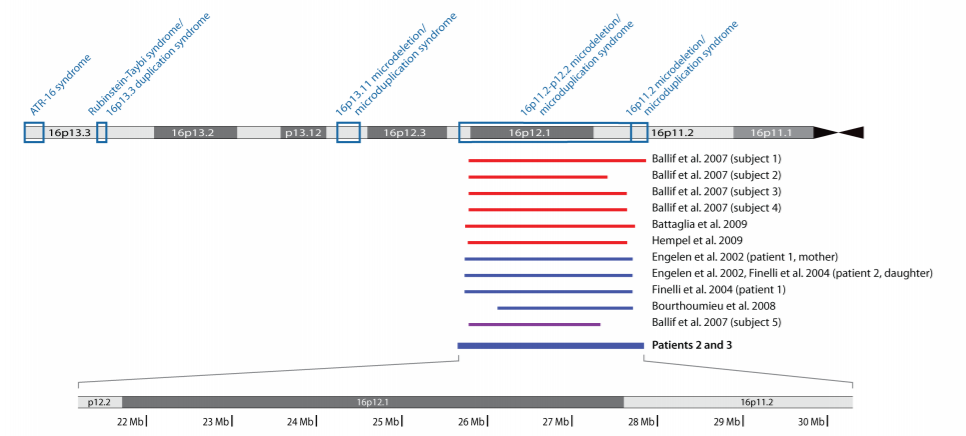 ATR-16 syndrome
Rubinstein-Taybi syndrome/
16p13.3 duplication syndrome
16p13.11 microdeletion/
microduplication syndrome
16p11.2-p12.2 microdeletion/
microduplication syndrome
16p11.2 microdeletion/
microduplication syndrome
16p13.3 16p13.2 p13.12 16p12.3 16p12.1 16p11.2 16p11.1
Ballif et al. 2007 (subject 1)
Ballif et al. 2007 (subject 2)
Ballif et al. 2007 (subject 3)
Ballif et al. 2007 (subject 4)
Battaglia et al. 2009
Hempel et al. 2009
Engelen et al. 2002 (patient 1, mother)
Engelen et al. 2002, Finelli et al. 2004 (patient 2, daughter)
Finelli et al. 2004 (patient 1)
Bourthoumieu et al. 2008
Ballif et al. 2007 (subject 5)
Patients 2 and 3
p12.2 16p12.1 16p11.2
22 Mb 23 Mb 24 Mb 25 Mb 26 Mb 27 Mb 28 Mb 29 Mb 30 Mb